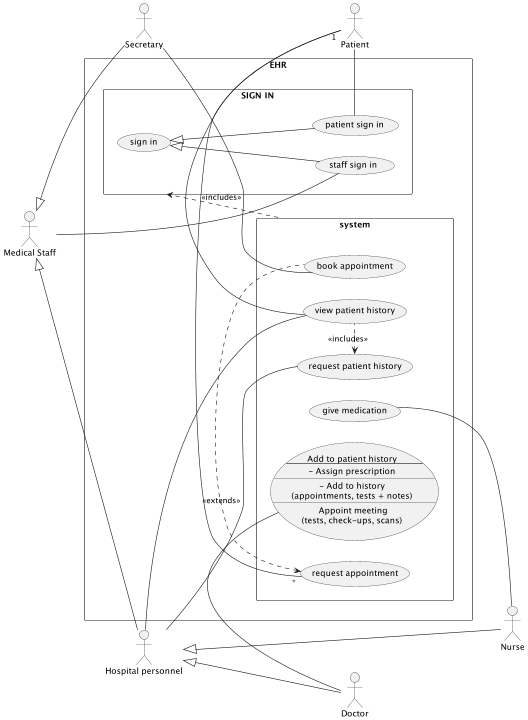 Secretary
Patient
1
EHR
SIGN IN
patient sign in
sign in
staff sign in
«includes»
system
Medical Staff
book appointment
view patient history
«includes»
request patient history
give medication
Add to patient history
- Assign prescription
- Add to history
(appointments, tests + notes)
«extends»
Appoint meeting
(tests, check-ups, scans)
request appointment
*
Nurse
Hospital personnel
Doctor